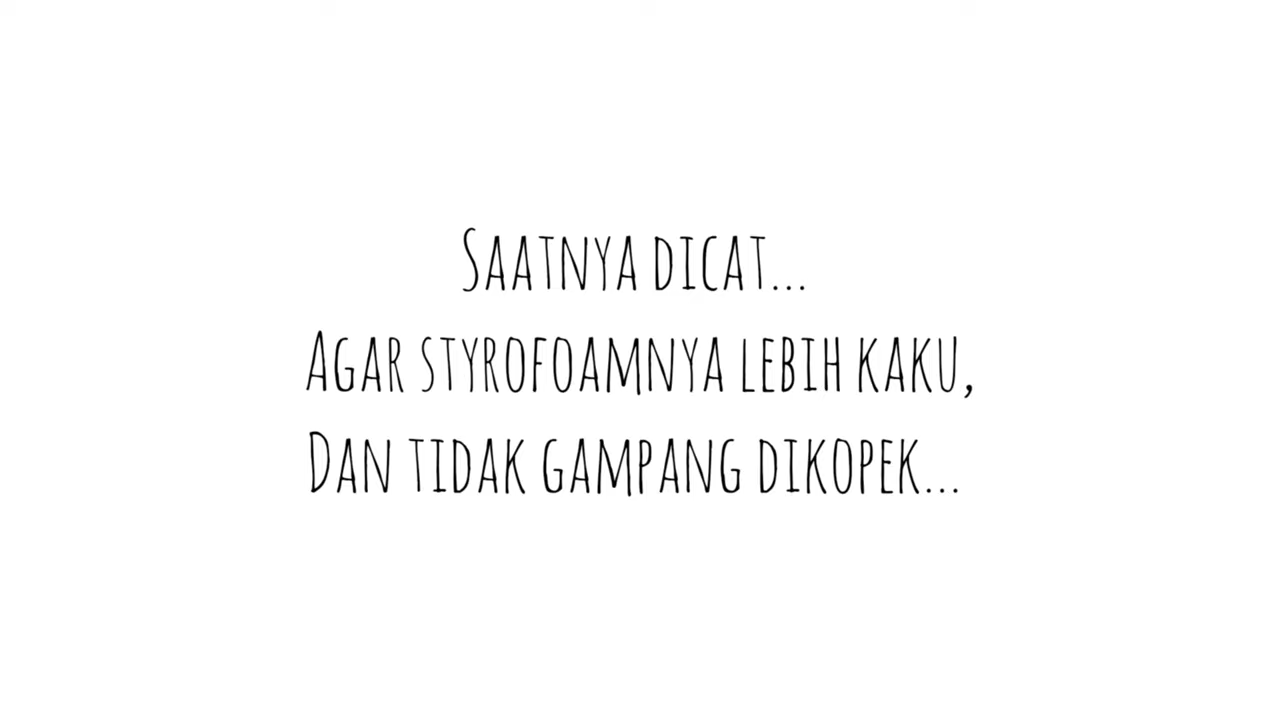 Saatnya dicat...
Agar styrofoamnya lebih kaku,
Dan tidak gampang dikopek...